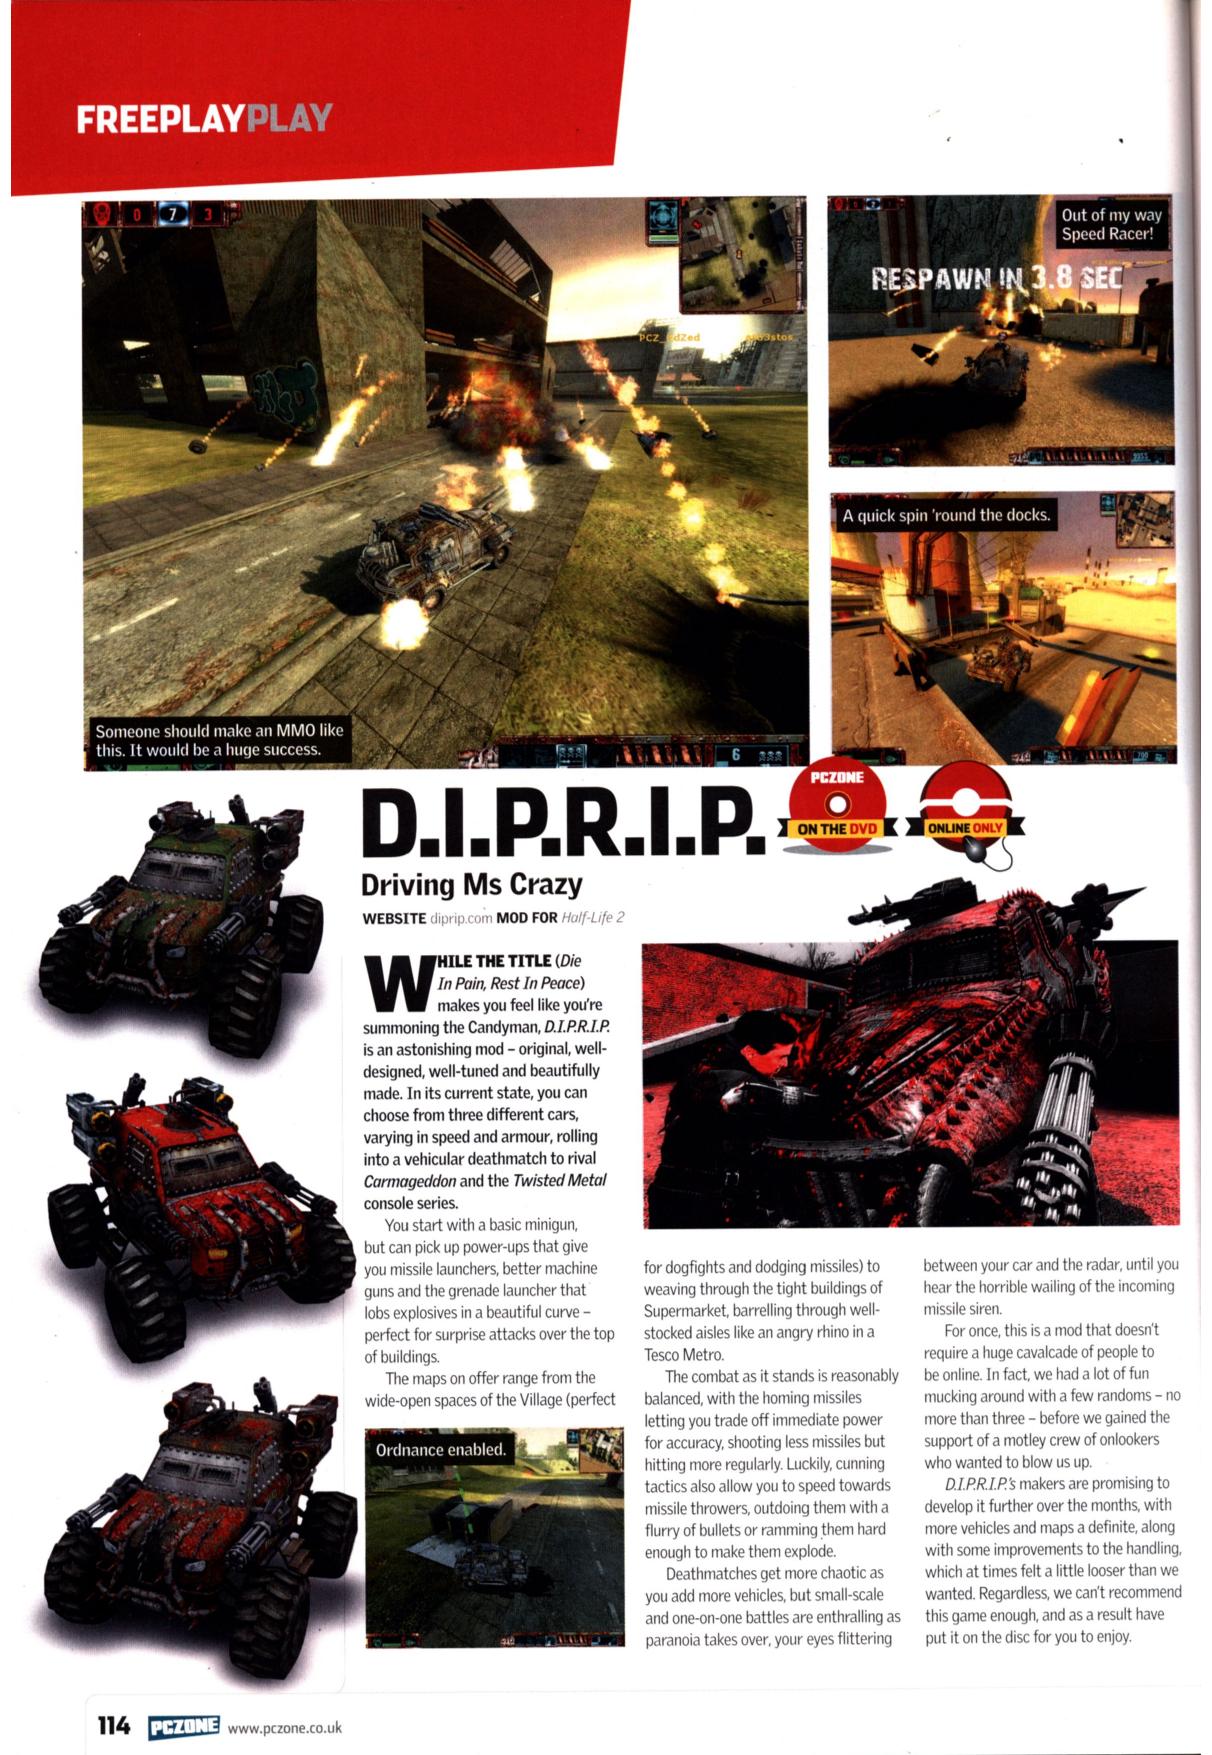 FREEPLAYPLAY
0 7 3
Someone should make an MMO like
this. It would be a huge success.
6
Out of my way
Speed Racer!
RESPAWN IN 3.8 SEC
A quick spin 'round the docks.
D.I.P.R.I.P.
PCZONE
ON THE DVD
ONLINE ONLY
Driving Ms Crazy
WEBSITE diprip.com MOD FOR Half-Life 2
WHILE THE TITLE (Die
In Pain, Rest In Peace)
makes you feel like you're
summoning the Candyman, D.I.P.R.I.P.
is an astonishing mod – original, well-
designed, well-tuned and beautifully
made. In its current state, you can
choose from three different cars,
varying in speed and armour, rolling
into a vehicular deathmatch to rival
Carmageddon and the Twisted Metal
console series.
You start with a basic minigun,
but can pick up power-ups that give
you missile launchers, better machine
guns and the grenade launcher that
lobs explosives in a beautiful curve –
perfect for surprise attacks over the top
of buildings.
The maps on offer range from the
wide-open spaces of the Village (perfect
Ordnance enabled.
for dogfights and dodging missiles) to
weaving through the tight buildings of
Supermarket, barrelling through well-
stocked aisles like an angry rhino in a
Tesco Metro.
The combat as it stands is reasonably
balanced, with the homing missiles
letting you trade off immediate power
for accuracy, shooting less missiles but
hitting more regularly. Luckily, cunning
tactics also allow you to speed towards
missile throwers, outdoing them with a
flurry of bullets or ramming them hard
enough to make them explode.
Deathmatches get more chaotic as
you add more vehicles, but small-scale
and one-on-one battles are enthralling as
paranoia takes over, your eyes flittering
between your car and the radar, until you
hear the horrible wailing of the incoming
missile siren.
For once, this is a mod that doesn't
require a huge cavalcade of people to
be online. In fact, we had a lot of fun
mucking around with a few randoms – no
more than three – before we gained the
support of a motley crew of onlookers
who wanted to blow us up.
D.I.P.R.I.P.'s makers are promising to
develop it further over the months, with
more vehicles and maps a definite, along
with some improvements to the handling,
which at times felt a little looser than we
wanted. Regardless, we can't recommend
this game enough, and as a result have
put it on the disc for you to enjoy.
114 PCZONE www.pczone.co.uk